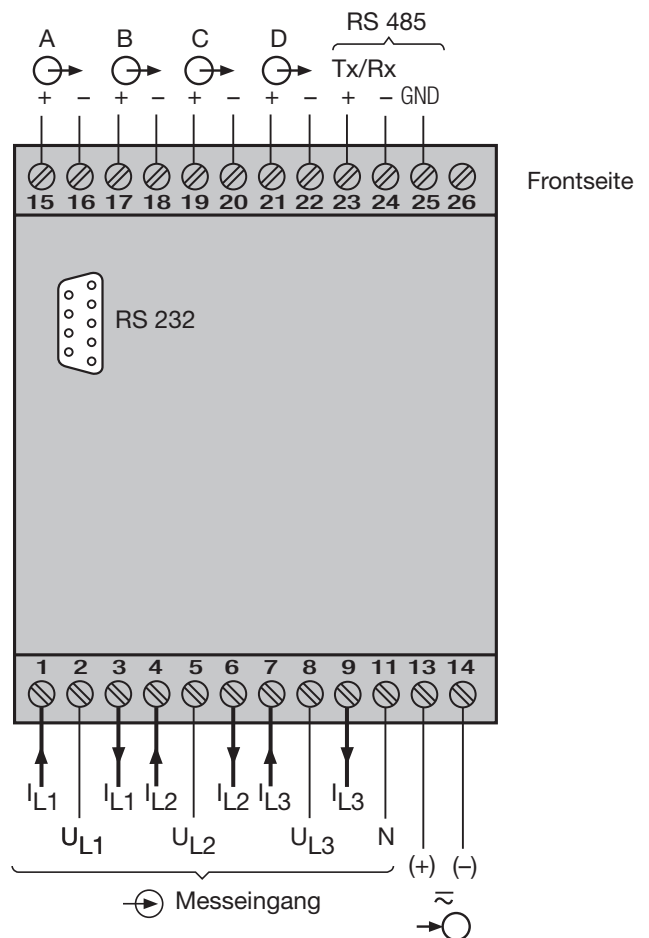 RS 485
A B C D Tx/Rx
+ – + – + – + – + – GND
15 16 17 18 19 20 21 22 23 24 25 26
Frontseite
RS 232
1 2 3 4 5 6 7 8 9 11 13 14
IL1 IL1 IL2 IL2 IL3 IL3
UL1 UL2 UL3 N
(+) (–)
Messeingang